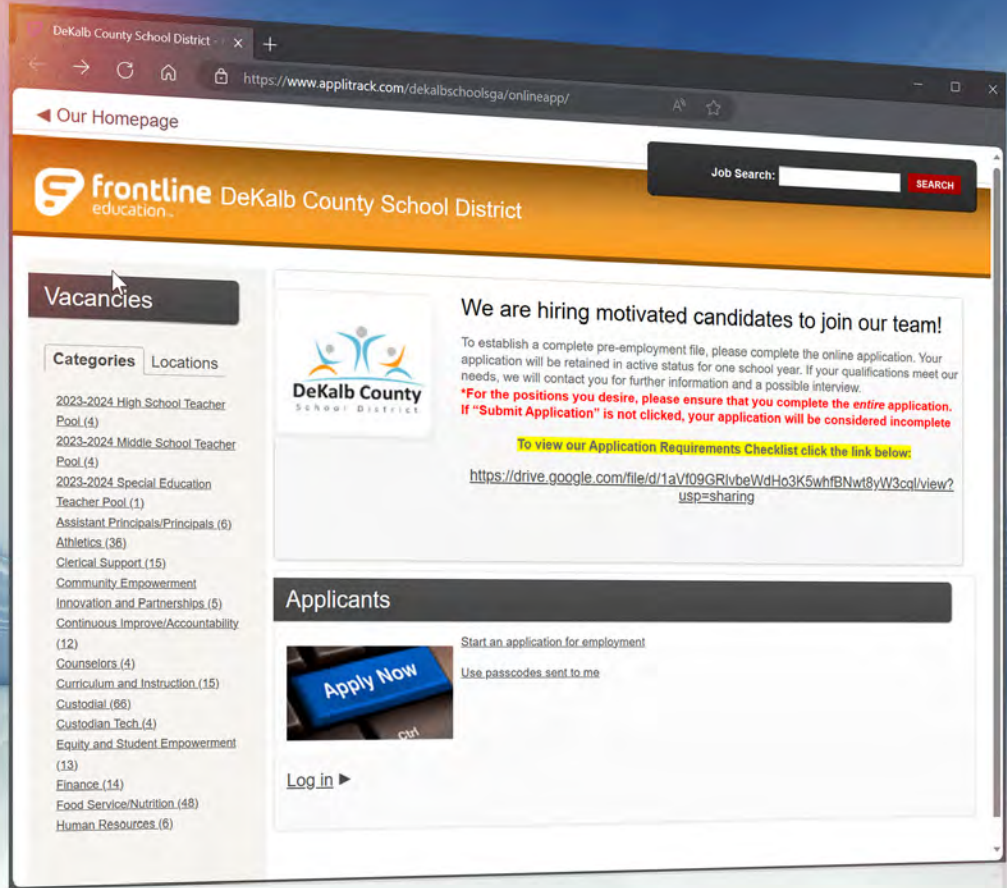 DeKalb County School District -
https://www.applitrack.com/dekalbschoolsga/onlineapp/
◀ Our Homepage
Job Search:
SEARCH
frontline
education™
DeKalb County School District
Vacancies
Categories Locations
2023-2024 High School Teacher
Pool (4)
2023-2024 Middle School Teacher
Pool (4)
2023-2024 Special Education
Teacher Pool (1)
Assistant Principals/Principals (6)
Athletics (36)
Clerical Support (15)
Community Empowerment
Innovation and Partnerships (5)
Continuous Improve/Accountability
(12)
Counselors (4)
Curriculum and Instruction (15)
Custodial (66)
Custodian Tech (4)
Equity and Student Empowerment
(13)
Finance (14)
Food Service/Nutrition (48)
Human Resources (6)
DeKalb County
School District
We are hiring motivated candidates to join our team!
To establish a complete pre-employment file, please complete the online application. Your
application will be retained in active status for one school year. If your qualifications meet our
needs, we will contact you for further information and a possible interview.
*For the positions you desire, please ensure that you complete the entire application.
If “Submit Application” is not clicked, your application will be considered incomplete
To view our Application Requirements Checklist click the link below:
https://drive.google.com/file/d/1aVf09GRlvbeWdHo3K5whfBNwt8yW3cql/view?
usp=sharing
Applicants
Apply Now
Ctrl
Start an application for employment
Use passcodes sent to me
Log in ▶